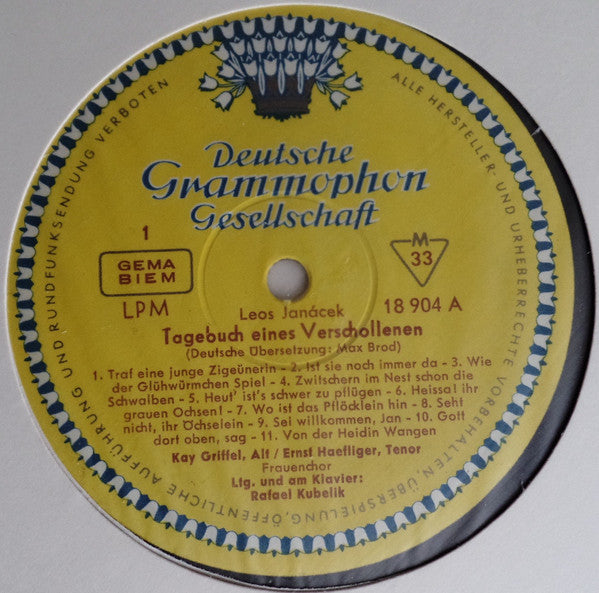 Deutsche
Grammophon
Gesellschaft
1
GEMA
BIEM
LPM
M
33
18 904 A
Leos Janácek
Tagebuch eines Verschollenen
(Deutsche Übersetzung: Max Brod)
1. Traf eine junge Zigeünerin - 2. Ist sie noch immer da - 3. Wie
der Glühwürmchen Spiel - 4. Zwitschern im Nest schon die
Schwalben - 5. Heut' ist's schwer zu pflügen - 6. Heissa! ihr
grauen Ochsen! - 7. Wo ist das Pflöcklein hin - 8. Seht
nicht, ihr Öchselein - 9. Sei willkommen, Jan - 10. Gott
dort oben, sag - 11. Von der Heidin Wangen
Kay Griffel, Alt / Ernst Haefliger, Tenor
Frauenchor
Ltg. und am Klavier:
Rafael Kubelik
ALLE HERSTELLER- UND URHEBERRECHTE VORBEHALTEN, ÜBERSPIELUNG, ÖFFENTLICHE AUFFÜHRUNG UND RUNDFUNKSENDUNG VERBOTEN